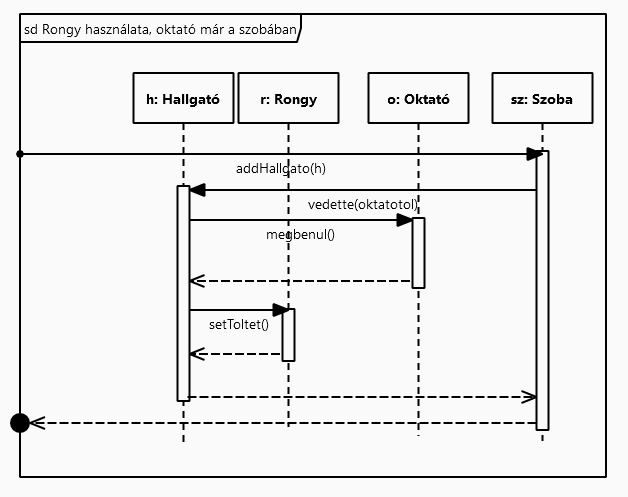 sd Rongy használata, oktató már a szobában
h: Hallgató
r: Rongy
o: Oktató
sz: Szoba
addHallgato(h)
vedette(oktatotol)
megbenul()
setToltet()